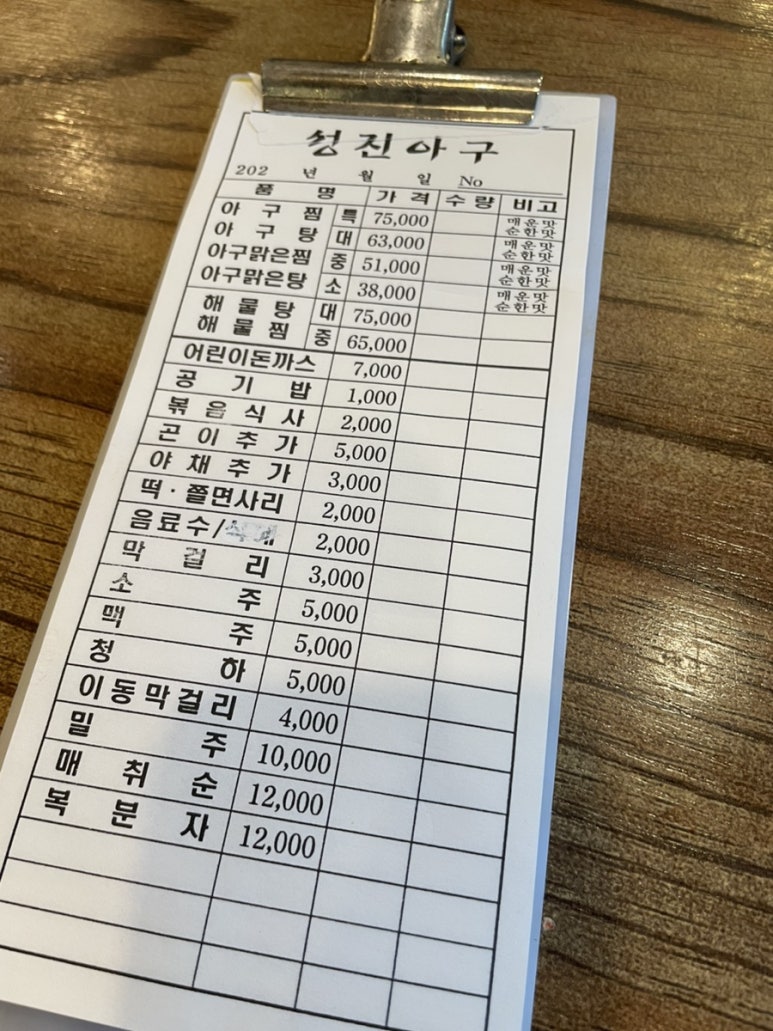 성진아구
202 년 월 일 No
품 명 가 격 수 량 비고
아 구 찜 특 75,000 매운맛 순한맛
아 구 탕 대 63,000 매운맛 순한맛
아구맑은찜 중 51,000 매운맛 순한맛
아구맑은탕 소 38,000 매운맛 순한맛
해 물 탕 대 75,000
해 물 찜 중 65,000
어린이돈까스 7,000
공 기 밥 1,000
볶 음 식 사 2,000
곤 이 추 가 5,000
야 채 추 가 3,000
떡·쫄면사리 2,000
음료수/ 2,000
막 걸 리 3,000
소 주 5,000
맥 주 5,000
청 하 5,000
이동막걸리 4,000
밀 주 10,000
매 취 순 12,000
복 분 자 12,000